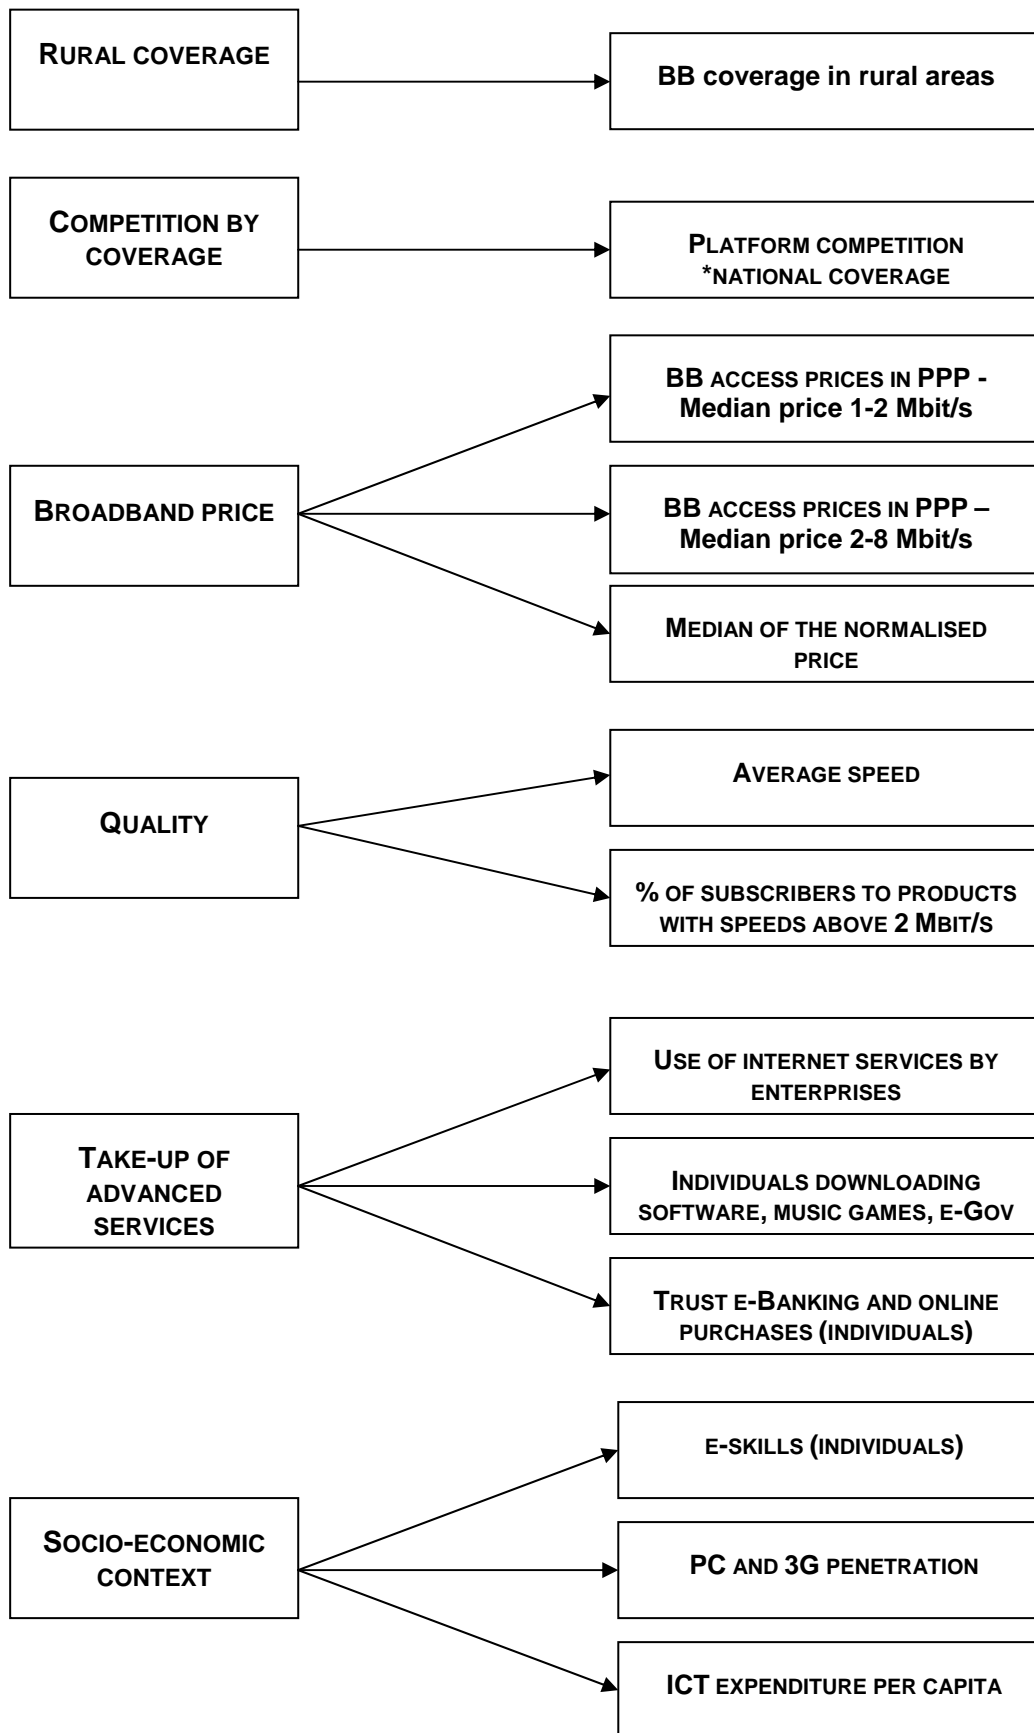 RURAL COVERAGE
BB coverage in rural areas
COMPETITION BY
COVERAGE
PLATFORM COMPETITION
*NATIONAL COVERAGE
BB ACCESS PRICES IN PPP -
Median price 1-2 Mbit/s
BROADBAND PRICE
BB ACCESS PRICES IN PPP –
Median price 2-8 Mbit/s
MEDIAN OF THE NORMALISED
PRICE
AVERAGE SPEED
QUALITY
% OF SUBSCRIBERS TO PRODUCTS
WITH SPEEDS ABOVE 2 MBIT/S
USE OF INTERNET SERVICES BY
ENTERPRISES
TAKE-UP OF
ADVANCED
SERVICES
INDIVIDUALS DOWNLOADING
SOFTWARE, MUSIC GAMES, E-GOV
TRUST E-BANKING AND ONLINE
PURCHASES (INDIVIDUALS)
E-SKILLS (INDIVIDUALS)
SOCIO-ECONOMIC
CONTEXT
PC AND 3G PENETRATION
ICT EXPENDITURE PER CAPITA